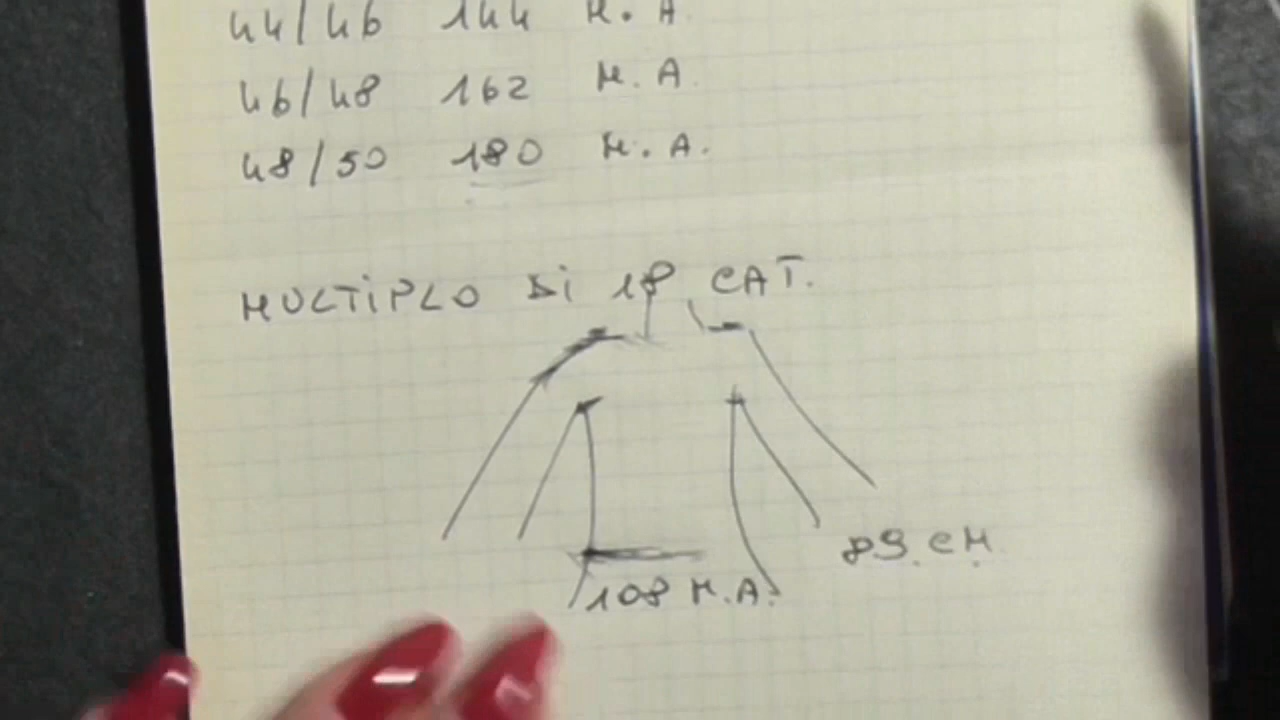 44/46 144 M.A.
46/48 162 M.A.
48/50 180 M.A.
MULTIPLO Di 18 CAT.
89 CM.
108 M.A.